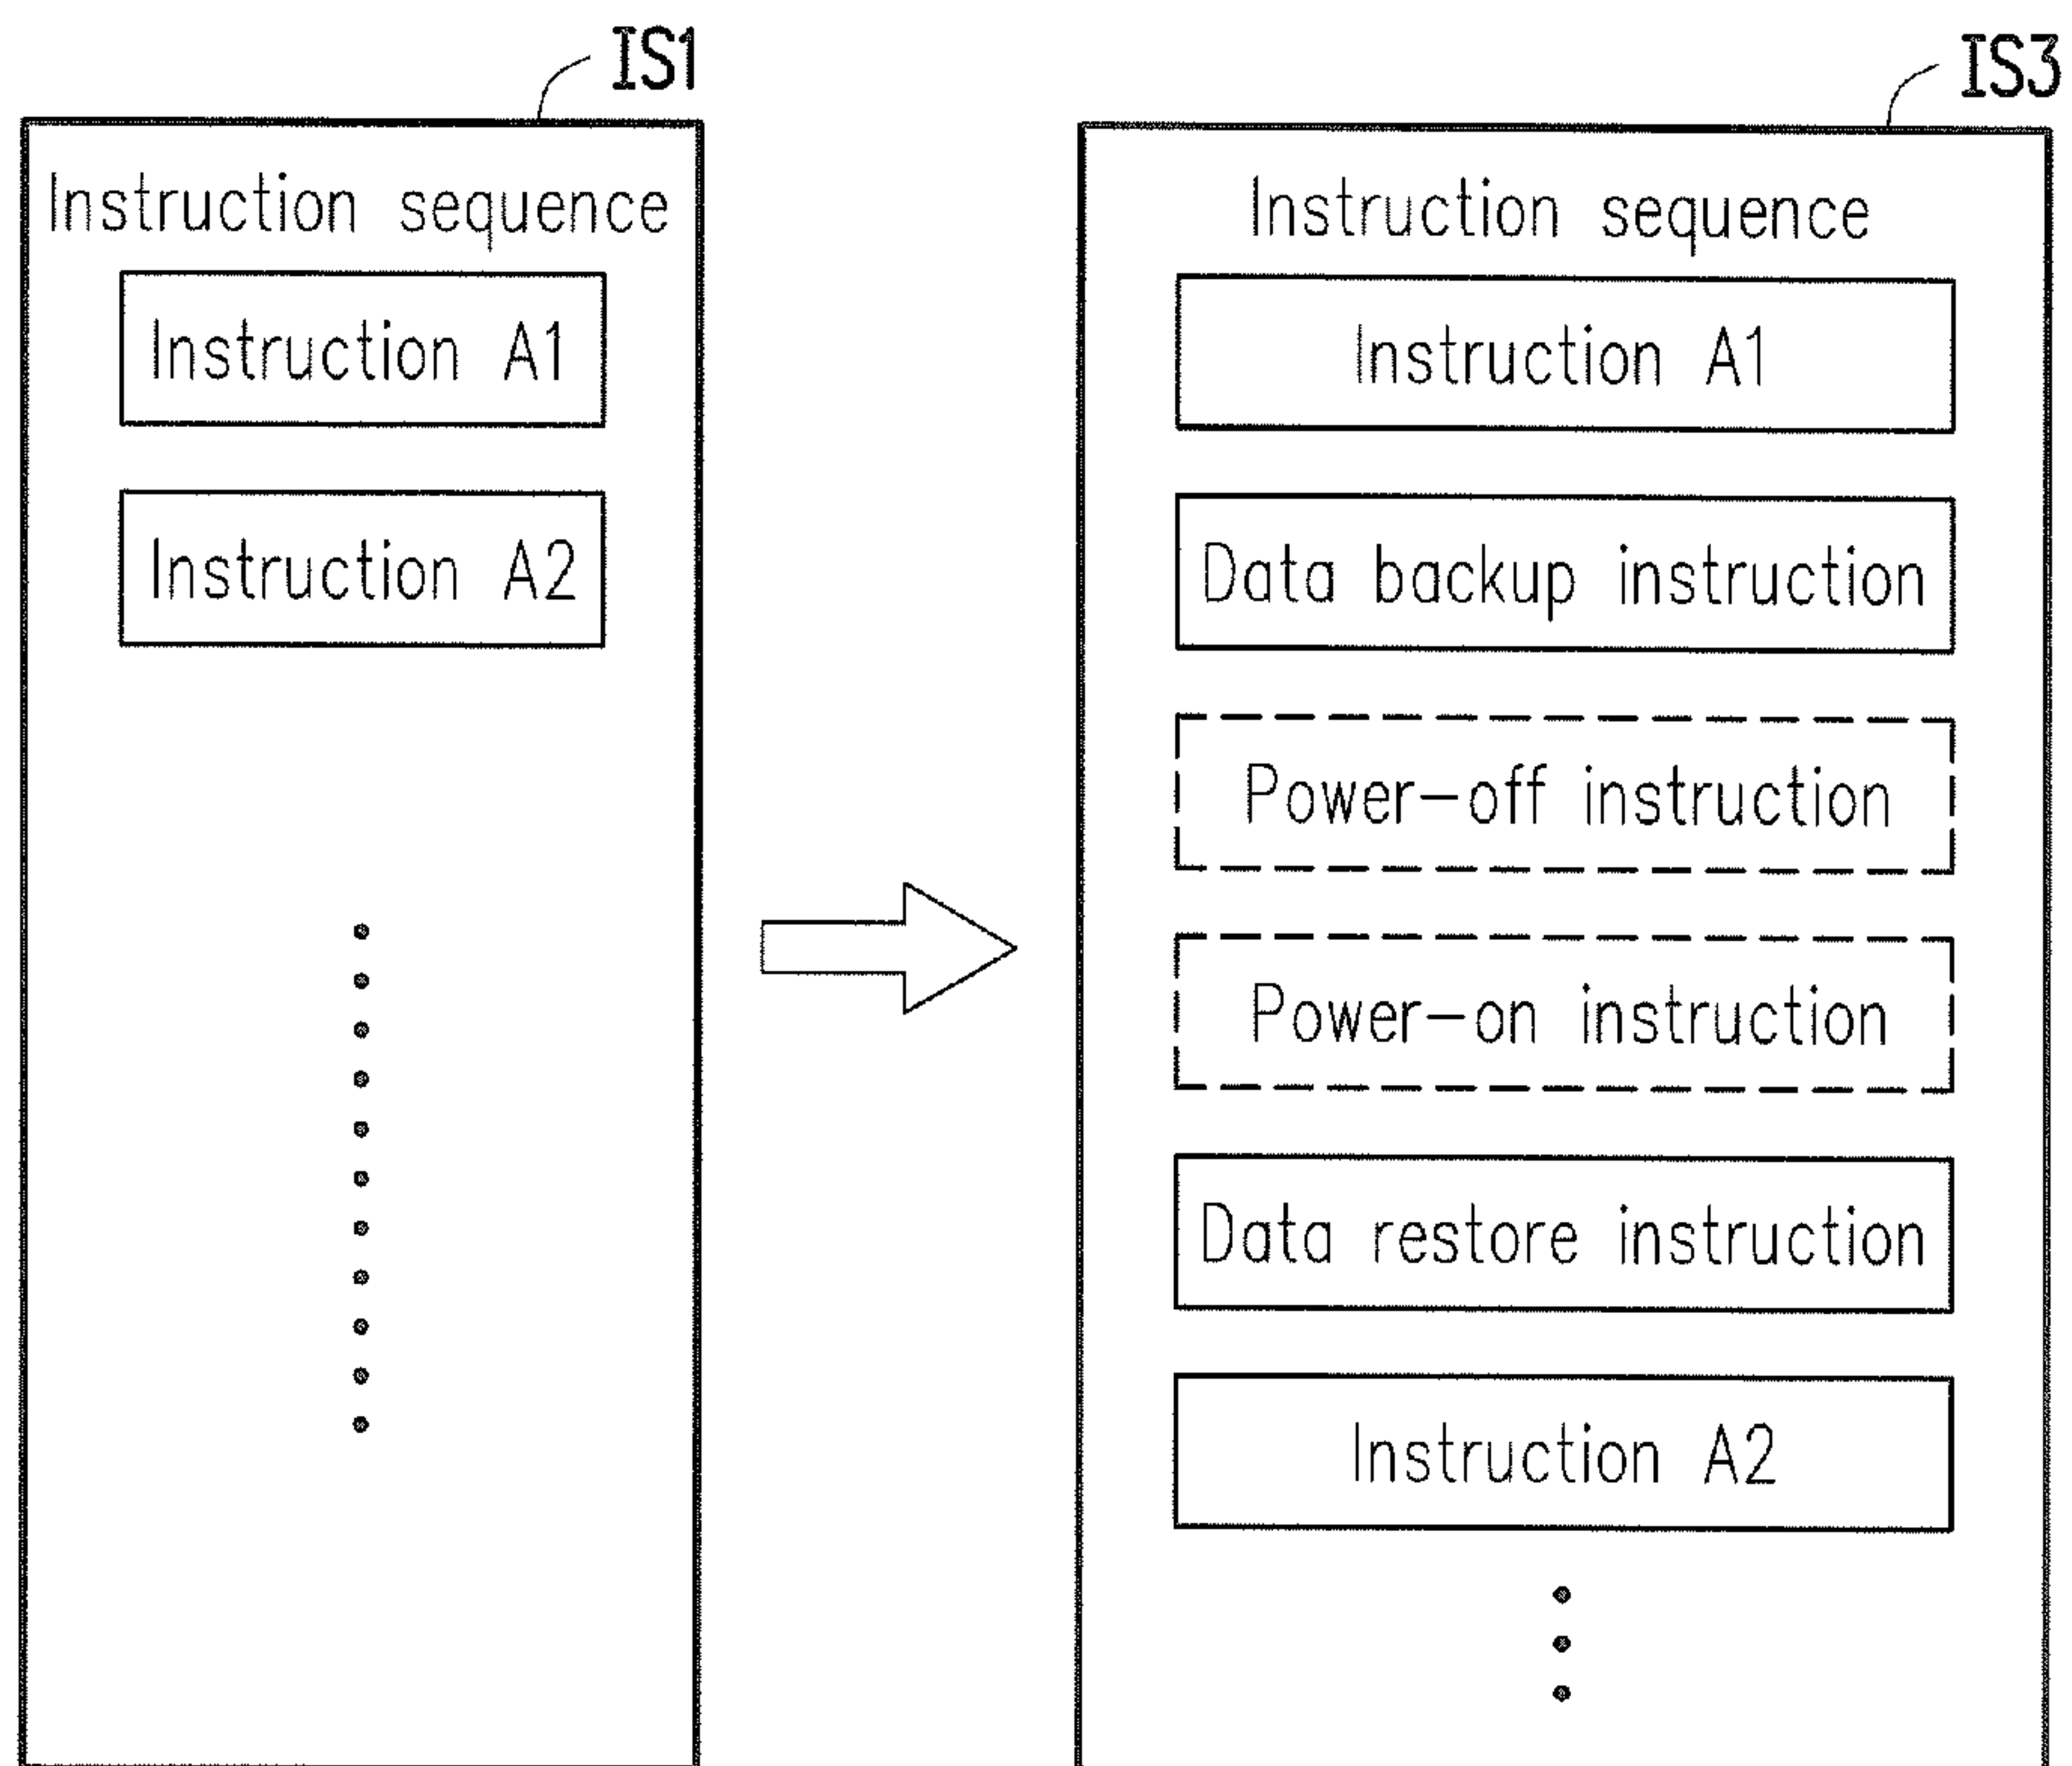 IS1
Instruction sequence
Instruction A1
Instruction A2
IS3
Instruction sequence
Instruction A1
Data backup instruction
Power-off instruction
Power-on instruction
Data restore instruction
Instruction A2